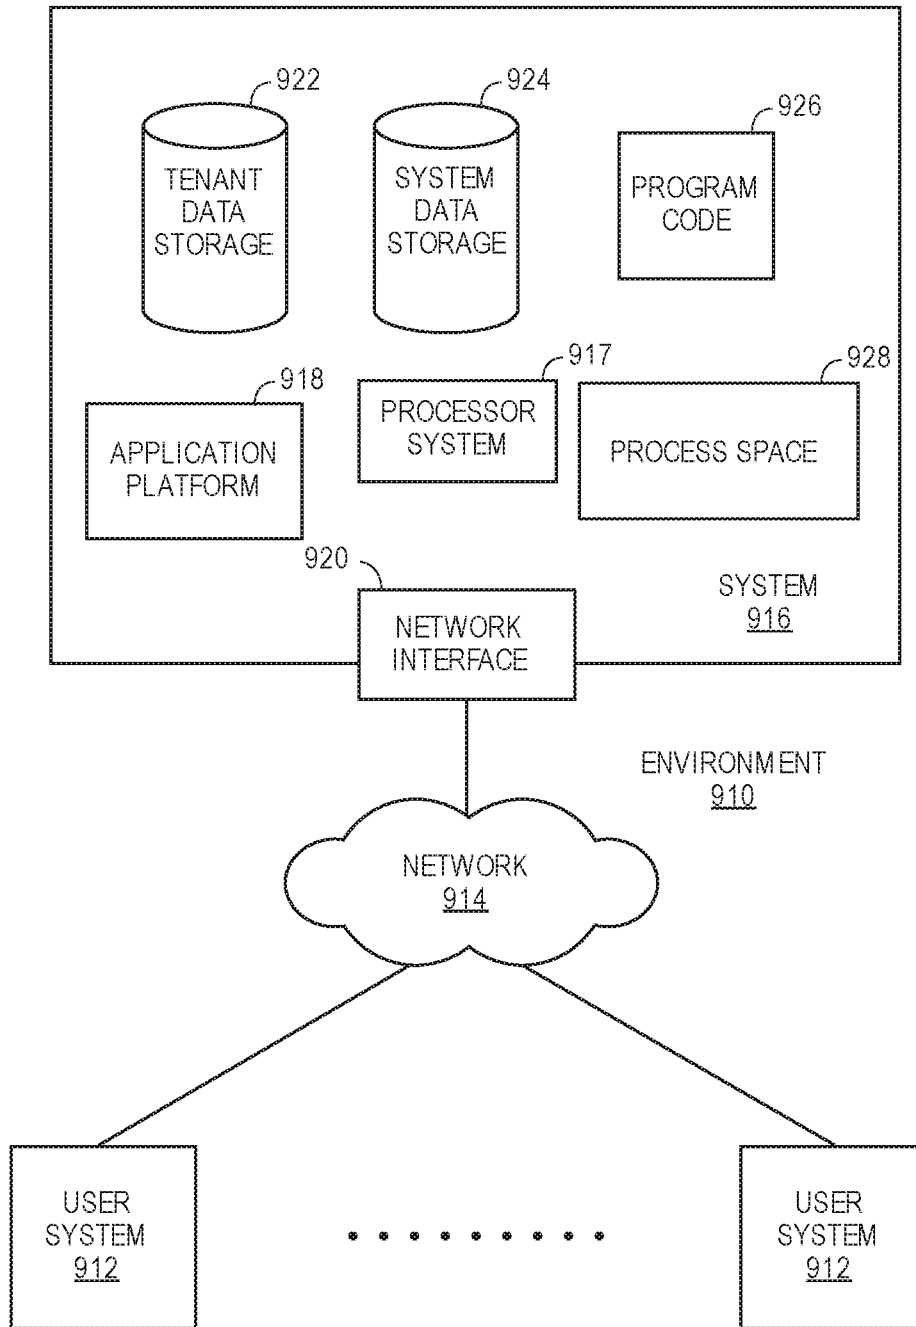 922
924
926
TENANT
DATA
STORAGE
SYSTEM
DATA
STORAGE
PROGRAM
CODE
918
917
928
APPLICATION
PLATFORM
PROCESSOR
SYSTEM
PROCESS SPACE
920
NETWORK
INTERFACE
SYSTEM
916
ENVIRONMENT
910
NETWORK
914
USER
SYSTEM
912
USER
SYSTEM
912